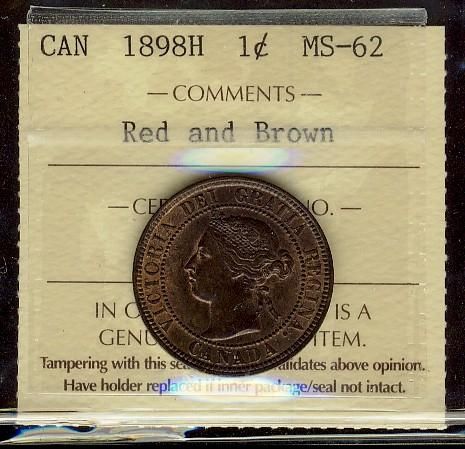 CAN 1898H 1¢ MS-62
— COMMENTS —
Red and Brown
— CE NO. —
VICTORIA DEI GRATIA REGINA.
CANADA
IN IS A
GENU ITEM.
Tampering with this se alidates above opinion.
Have holder replaced if inner package/seal not intact.